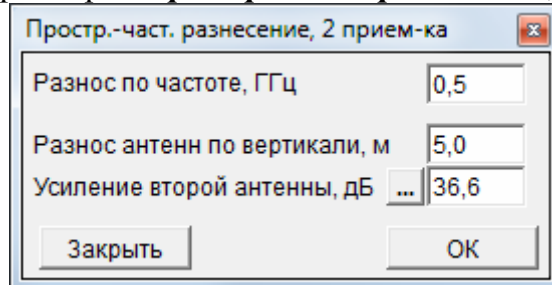 Простр.-част. разнесение, 2 прием-ка
Разнос по частоте, ГГц 0,5
Разнос антенн по вертикали, м 5,0
Усиление второй антенны, дБ ... 36,6
Закрыть ОК